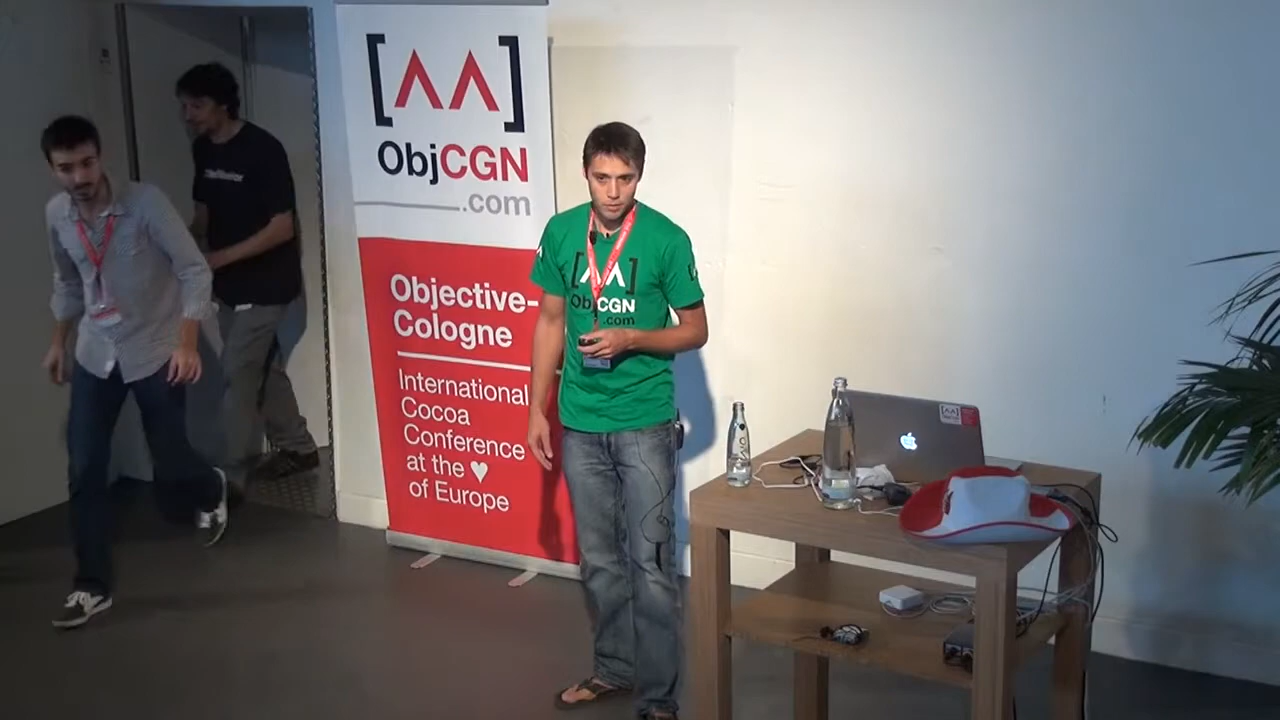 [ΛΛ]
ObjCGN
.com
Objective-
Cologne
International
Cocoa
Conference
at the ♥
of Europe
[ΛΛ]
ObjCGN
.com